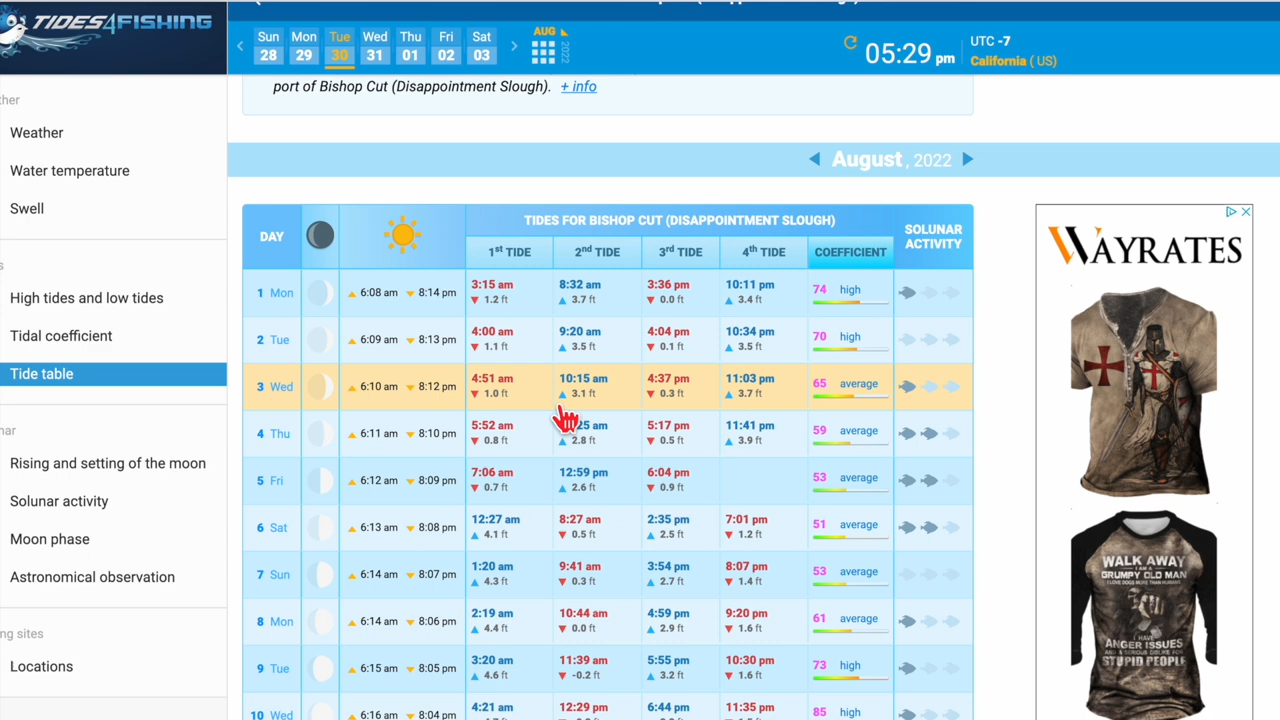 TIDES4FISHING
Sun Mon Tue Wed Thu Fri Sat
28 29 30 31 01 02 03
AUG
2022
05:29 pm
UTC -7
California ( US)
port of Bishop Cut (Disappointment Slough). + info
ther
Weather
Water temperature
Swell
s
High tides and low tides
Tidal coefficient
Tide table
nar
Rising and setting of the moon
Solunar activity
Moon phase
Astronomical observation
ng sites
Locations
August , 2022
DAY
TIDES FOR BISHOP CUT (DISAPPOINTMENT SLOUGH)
1st TIDE 2nd TIDE 3rd TIDE 4th TIDE COEFFICIENT
SOLUNAR
ACTIVITY
1 Mon 6:08 am 8:14 pm 3:15 am 8:32 am 3:36 pm 10:11 pm 74 high
1.2 ft 3.7 ft 0.0 ft 3.4 ft
2 Tue 6:09 am 8:13 pm 4:00 am 9:20 am 4:04 pm 10:34 pm 70 high
1.1 ft 3.5 ft 0.1 ft 3.5 ft
3 Wed 6:10 am 8:12 pm 4:51 am 10:15 am 4:37 pm 11:03 pm 65 average
1.0 ft 3.1 ft 0.3 ft 3.7 ft
4 Thu 6:11 am 8:10 pm 5:52 am 25 am 5:17 pm 11:41 pm 59 average
0.8 ft 2.8 ft 0.5 ft 3.9 ft
5 Fri 6:12 am 8:09 pm 7:06 am 12:59 pm 6:04 pm 53 average
0.7 ft 2.6 ft 0.9 ft
6 Sat 6:13 am 8:08 pm 12:27 am 8:27 am 2:35 pm 7:01 pm 51 average
4.1 ft 0.5 ft 2.5 ft 1.2 ft
7 Sun 6:14 am 8:07 pm 1:20 am 9:41 am 3:54 pm 8:07 pm 53 average
4.3 ft 0.3 ft 2.7 ft 1.4 ft
8 Mon 6:14 am 8:06 pm 2:19 am 10:44 am 4:59 pm 9:20 pm 61 average
4.4 ft 0.0 ft 2.9 ft 1.6 ft
9 Tue 6:15 am 8:05 pm 3:20 am 11:39 am 5:55 pm 10:30 pm 73 high
4.6 ft -0.2 ft 3.2 ft 1.6 ft
10 Wed 6:16 am 8:04 pm 4:21 am 12:29 pm 6:44 pm 11:35 pm 85 high
WAYRATES
WALK AWAY
I AM A
GRUMPY OLD MAN
I LOVE DOGS MORE THAN HUMANS
I HAVE
ANGER ISSUES
AND A SERIOUS DISLIKE FOR
STUPID PEOPLE